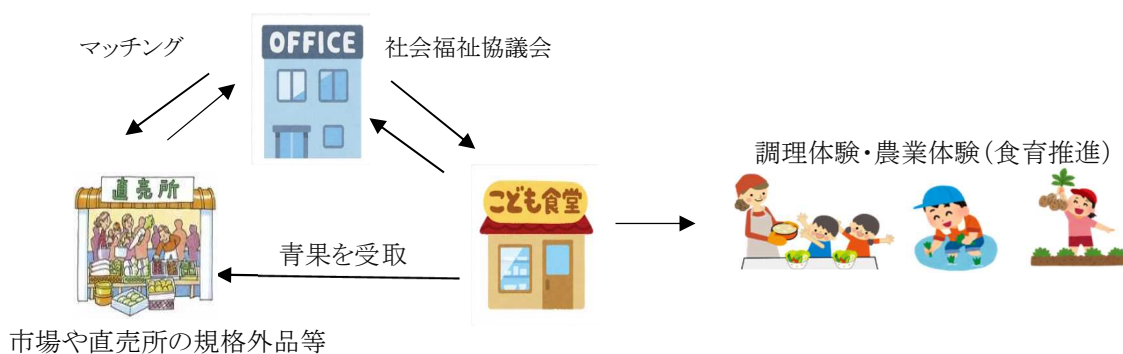 マッチング
OFFICE
社会福祉協議会
調理体験・農業体験（食育推進）
直売所
こども食堂
青果を受取
市場や直売所の規格外品等